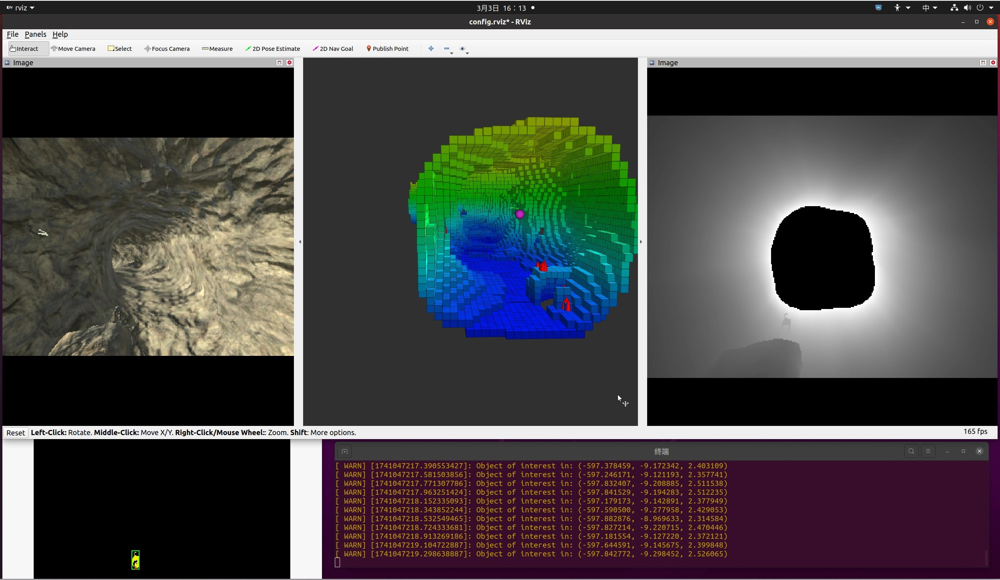 rviz
3月3日 16：13
中
config.rviz* - RViz
File Panels Help
Interact Move Camera Select Focus Camera Measure 2D Pose Estimate 2D Nav Goal Publish Point
Image
Image
Reset Left-Click: Rotate. Middle-Click: Move X/Y. Right-Click/Mouse Wheel:: Zoom. Shift: More options.
165 fps
终端
[ WARN] [1741047217.390553427]: Object of interest in: (-597.378459, -9.172342, 2.403109)
[ WARN] [1741047217.581503856]: Object of interest in: (-597.246171, -9.121193, 2.357741)
[ WARN] [1741047217.771307786]: Object of interest in: (-597.832407, -9.208885, 2.511538)
[ WARN] [1741047217.963251424]: Object of interest in: (-597.841529, -9.194283, 2.512235)
[ WARN] [1741047218.152335093]: Object of interest in: (-597.179173, -9.142891, 2.377949)
[ WARN] [1741047218.343852244]: Object of interest in: (-597.590500, -9.277958, 2.429053)
[ WARN] [1741047218.532549465]: Object of interest in: (-597.882876, -8.969633, 2.314584)
[ WARN] [1741047218.724333681]: Object of interest in: (-597.827214, -9.220715, 2.470446)
[ WARN] [1741047218.913269186]: Object of interest in: (-597.181554, -9.127220, 2.372121)
[ WARN] [1741047219.104722887]: Object of interest in: (-597.644591, -9.145675, 2.399848)
[ WARN] [1741047219.298638887]: Object of interest in: (-597.842772, -9.298452, 2.526065)